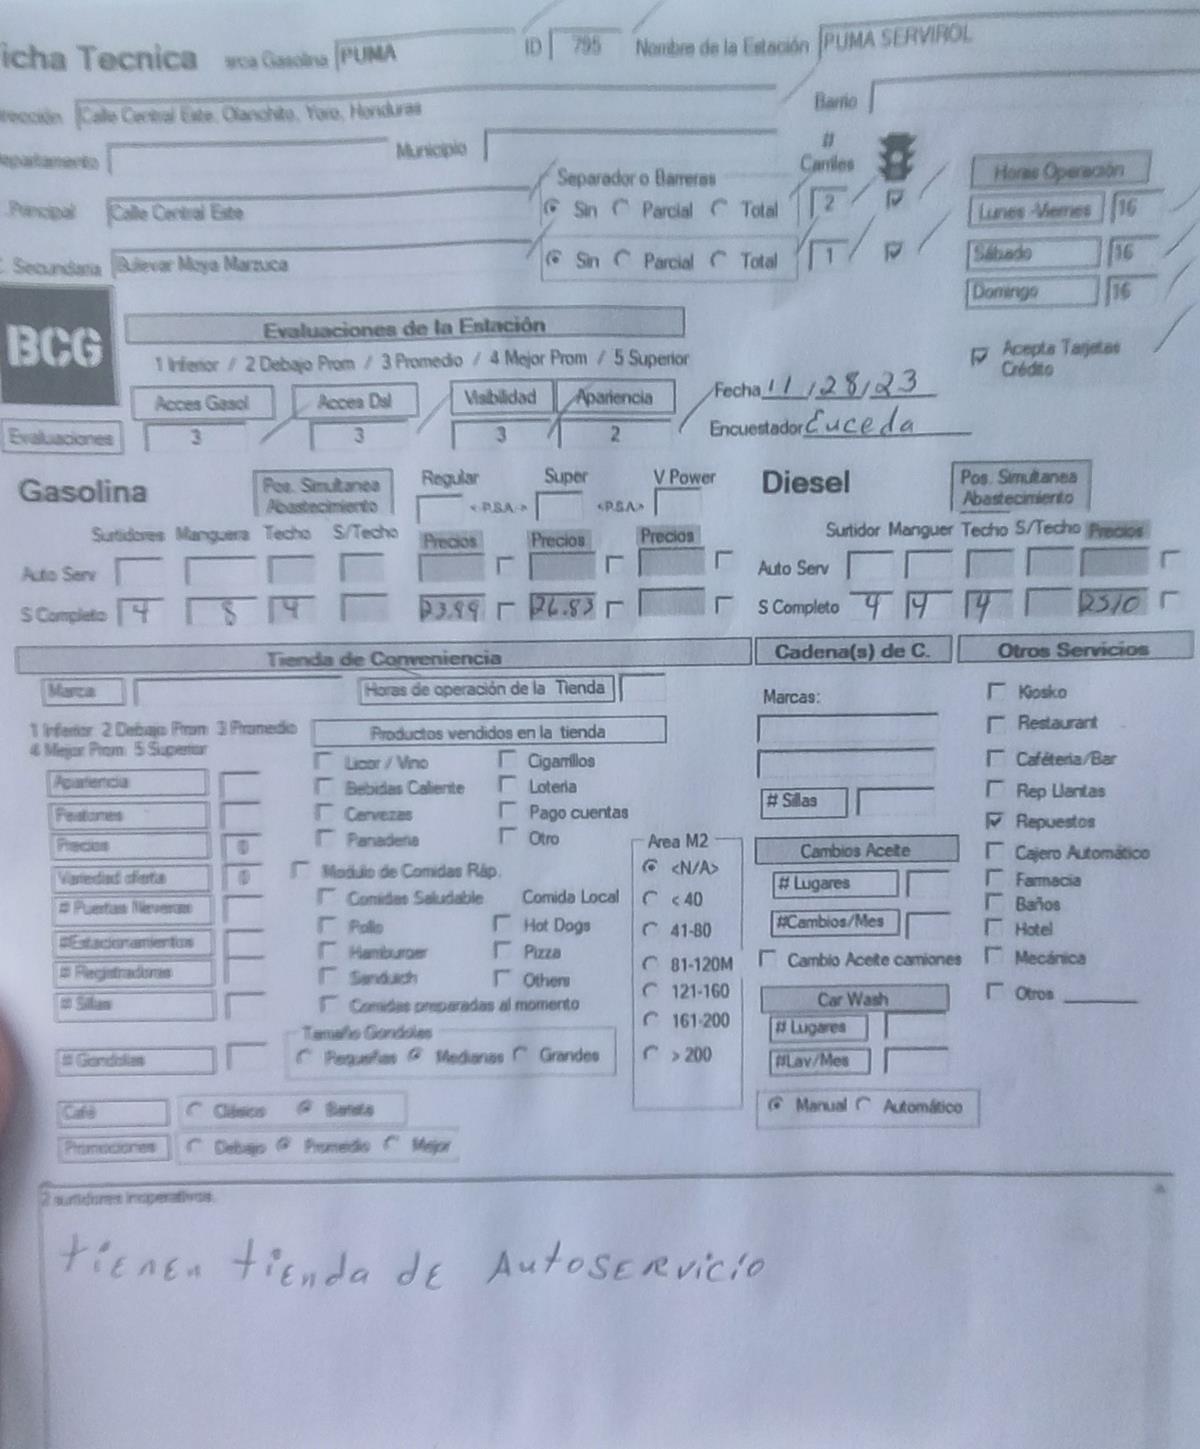 icha Tecnica arca Gasolina PUMA ID 795 Nombre de la Estación PUMA SERVIROL
rección Calle Central Este, Olanchito, Yoro, Honduras Barrio
epartamento Municipio # Carriles
Separador o Barreras Horas Operación
Principal Calle Central Este Sin Parcial Total 2 Lunes -Viernes 16
Secundaria Bulevar Moya Marzuca Sin Parcial Total 1 Sábado 16
Domingo 16
BCG
Evaluaciones de la Estación
1 Inferior / 2 Debajo Prom / 3 Promedio / 4 Mejor Prom / 5 Superior Acepta Tarjetas Crédito
Acces Gasol Acces Dsl Visibilidad Apariencia Fecha 11/28/23
Evaluaciones 3 3 3 2 Encuestador Euceda
Gasolina Pos. Simultanea Abastecimiento Regular <-P.S.A.-> Super <-P.S.A.-> V Power Diesel Pos. Simultanea Abastecimiento
Surtidores Manguera Techo S/Techo Precios Precios Precios Surtidor Manguer Techo S/Techo Precios
Auto Serv Auto Serv
S Completo 4 8 4 23.99 26.83 S Completo 4 4 4 2510
Tienda de Conveniencia Cadena(s) de C. Otros Servicios
Marca Horas de operación de la Tienda Marcas: Kiosko
1 Inferior 2 Debajo Prom 3 Promedio Productos vendidos en la tienda Restaurant
4 Mejor Prom 5 Superior Licor / Vino Cigarrillos Caféteria/Bar
Apariencia Bebidas Caliente Loteria # Sillas Rep Llantas
Peatones Cervezas Pago cuentas Repuestos
Precios 0 Panaderia Otro Area M2 Cambios Aceite Cajero Automático
Variedad oferta 0 Modulo de Comidas Ráp. <N/A> # Lugares Farmacia
# Puertas Neveras Comidas Saludable Comida Local < 40 Baños
#Estacionamientos Pollo Hot Dogs 41-80 #Cambios/Mes Hotel
# Registradoras Hamburger Pizza 81-120M Cambio Aceite camiones Mecánica
# Sillas Sanduich Others 121-160 Car Wash Otros
Comidas preparadas al momento 161-200 # Lugares
Tamaño Gondolas
# Gondolas Pequeñas Medianas Grandes > 200 #Lav/Mes
Café Clásico Barista Manual Automático
Promociones Debajo Promedio Mejor
2 surtidores inoperativos.
tiENEn tiEnda dE AutoSERvicio